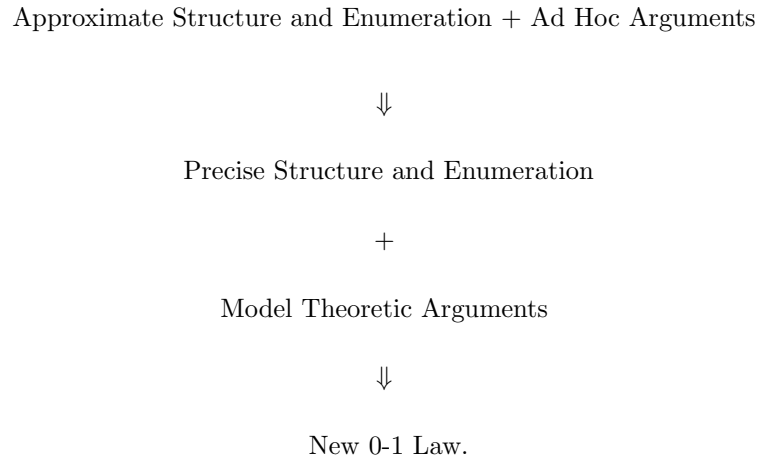 Approximate Structure and Enumeration + Ad Hoc Arguments
⇓
Precise Structure and Enumeration
+
Model Theoretic Arguments
⇓
New 0-1 Law.